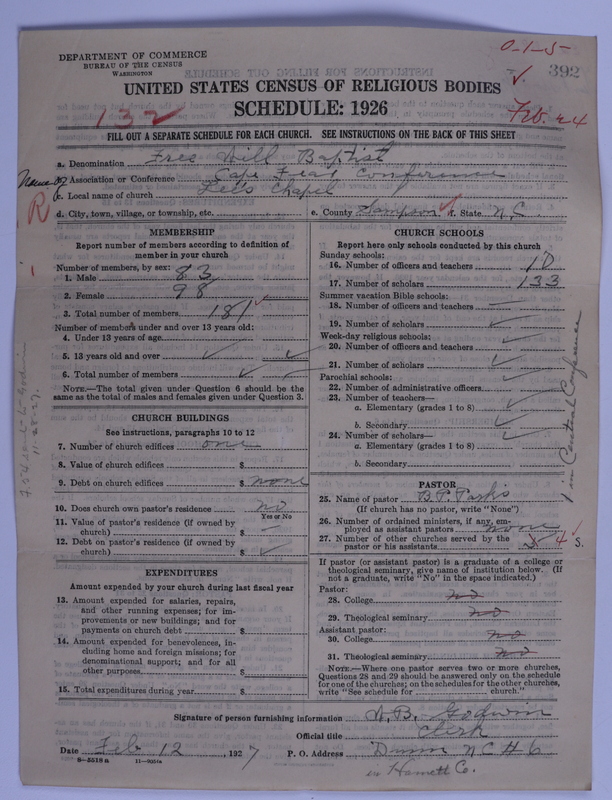 0-1-5
392
DEPARTMENT OF COMMERCE
BUREAU OF THE CENSUS
WASHINGTON
UNITED STATES CENSUS OF RELIGIOUS BODIES
SCHEDULE: 1926
132
Feb. 24
FILL OUT A SEPARATE SCHEDULE FOR EACH CHURCH. SEE INSTRUCTIONS ON THE BACK OF THIS SHEET
a. Denomination Free Will Baptist
Name of
b. Association or Conference Cape Fear Conference
c. Local name of church Lee's Chapel
R
d. City, town, village, or township, etc.
e. County Sampson f. State N.C.
MEMBERSHIP
Report number of members according to definition of
member in your church
Number of members, by sex:
1. Male 83
2. Female 98
3. Total number of members 181
Number of members under and over 13 years old:
4. Under 13 years of age
5. 13 years old and over
6. Total number of members
NOTE.—The total given under Question 6 should be the
same as the total of males and females given under Question 3.
CHURCH BUILDINGS
See instructions, paragraphs 10 to 12
7. Number of church edifices one
8. Value of church edifices $
9. Debt on church edifices $ none
10. Does church own pastor's residence no
Yes or No
11. Value of pastor's residence (if owned by
church) $
12. Debt on pastor's residence (if owned by
church) $
EXPENDITURES
Amount expended by your church during last fiscal year
13. Amount expended for salaries, repairs,
and other running expenses; for im-
provements or new buildings; and for
payments on church debt $
14. Amount expended for benevolences, in-
cluding home and foreign missions; for
denominational support; and for all
other purposes $
15. Total expenditures during year $
CHURCH SCHOOLS
Report here only schools conducted by this church
Sunday schools:
16. Number of officers and teachers 10
17. Number of scholars 133
Summer vacation Bible schools:
18. Number of officers and teachers
19. Number of scholars
Week-day religious schools:
20. Number of officers and teachers
21. Number of scholars
Parochial schools:
22. Number of administrative officers
23. Number of teachers—
a. Elementary (grades 1 to 8)
b. Secondary
24. Number of scholars—
a. Elementary (grades 1 to 8)
b. Secondary
1 in Central Conference
PASTOR
25. Name of pastor B.P. Parks
(If church has no pastor, write "None")
26. Number of ordained ministers, if any, em-
ployed as assistant pastors none
27. Number of other churches served by the
pastor or his assistants 4 s.
If pastor (or assistant pastor) is a graduate of a college or
theological seminary, give name of institution below. (If
not a graduate, write "No" in the space indicated.)
Pastor:
28. College no
29. Theological seminary no
Assistant pastor:
30. College no
31. Theological seminary no
NOTE.—Where one pastor serves two or more churches,
Questions 28 and 29 should be answered only on the schedule
for one of the churches; on the schedules for the other churches,
write "See schedule for church."
Signature of person furnishing information N.B. Godwin
Official title Clerk
Date Feb 12 1927
P. O. Address Dunn NC # 6
in Harnett Co.
8-5519 a